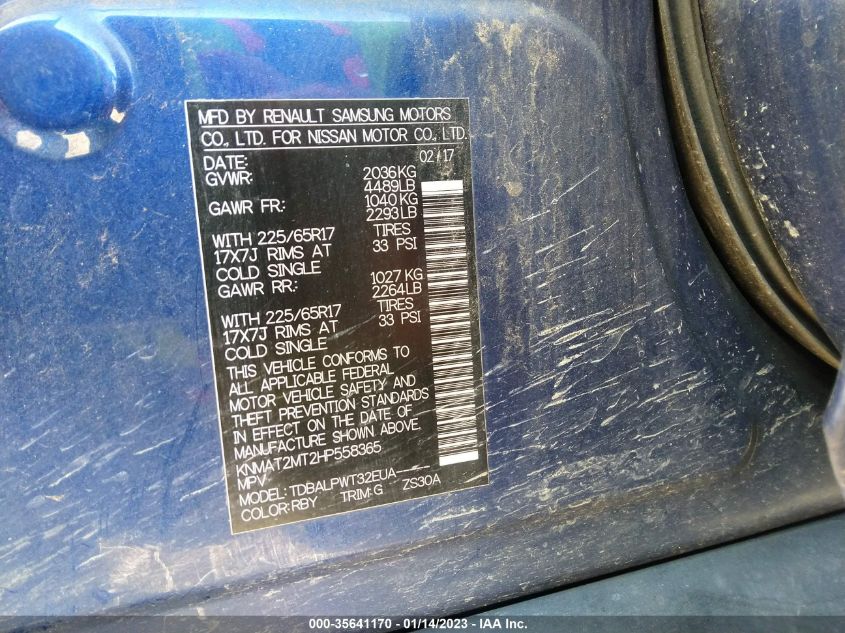 MFD BY RENAULT SAMSUNG MOTORS
CO., LTD. FOR NISSAN MOTOR CO., LTD.
DATE: 02/17
GVWR: 2036KG
4489LB
GAWR FR: 1040KG
2293LB
WITH 225/65R17 TIRES
17X7J RIMS AT 33 PSI
COLD SINGLE
GAWR RR: 1027KG
2264LB
WITH 225/65R17 TIRES
17X7J RIMS AT 33 PSI
COLD SINGLE
THIS VEHICLE CONFORMS TO
ALL APPLICABLE FEDERAL
MOTOR VEHICLE SAFETY AND
THEFT PREVENTION STANDARDS
IN EFFECT ON THE DATE OF
MANUFACTURE SHOWN ABOVE.
KNMAT2MT2HP558365
MPV
MODEL: TDBALPWT32EUA-----
COLOR:RBY TRIM:G ZS30A
000-35641170 - 01/14/2023 - IAA Inc.